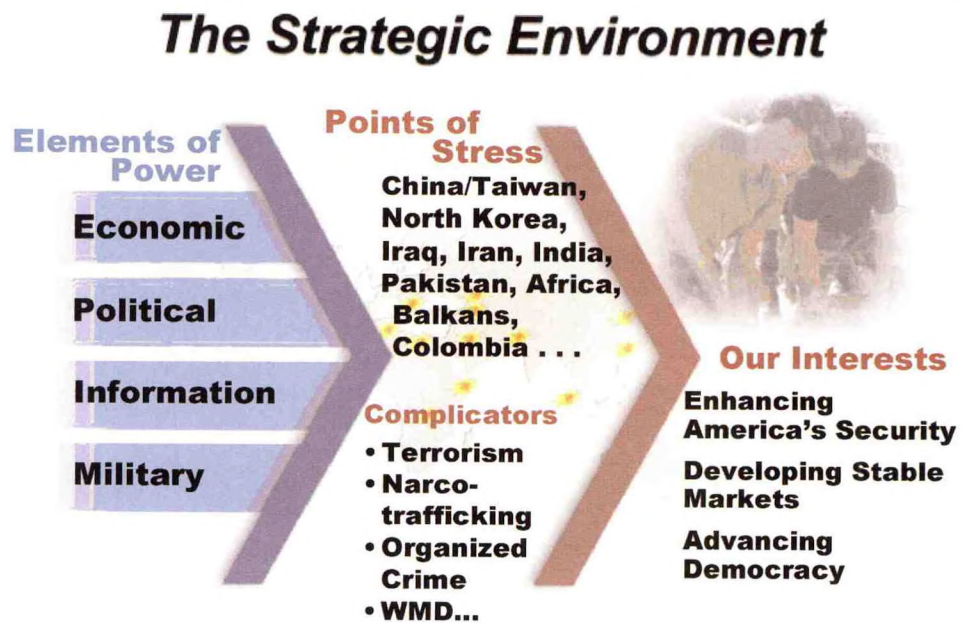 The Strategic Environment
Elements of
Power
Economic
Political
Information
Military
Points of
Stress
China/Taiwan,
North Korea,
Iraq, Iran, India,
Pakistan, Africa,
Balkans,
Colombia . . .
Complicators
• Terrorism
• Narco-
trafficking
• Organized
Crime
• WMD...
Our Interests
Enhancing
America's Security
Developing Stable
Markets
Advancing
Democracy